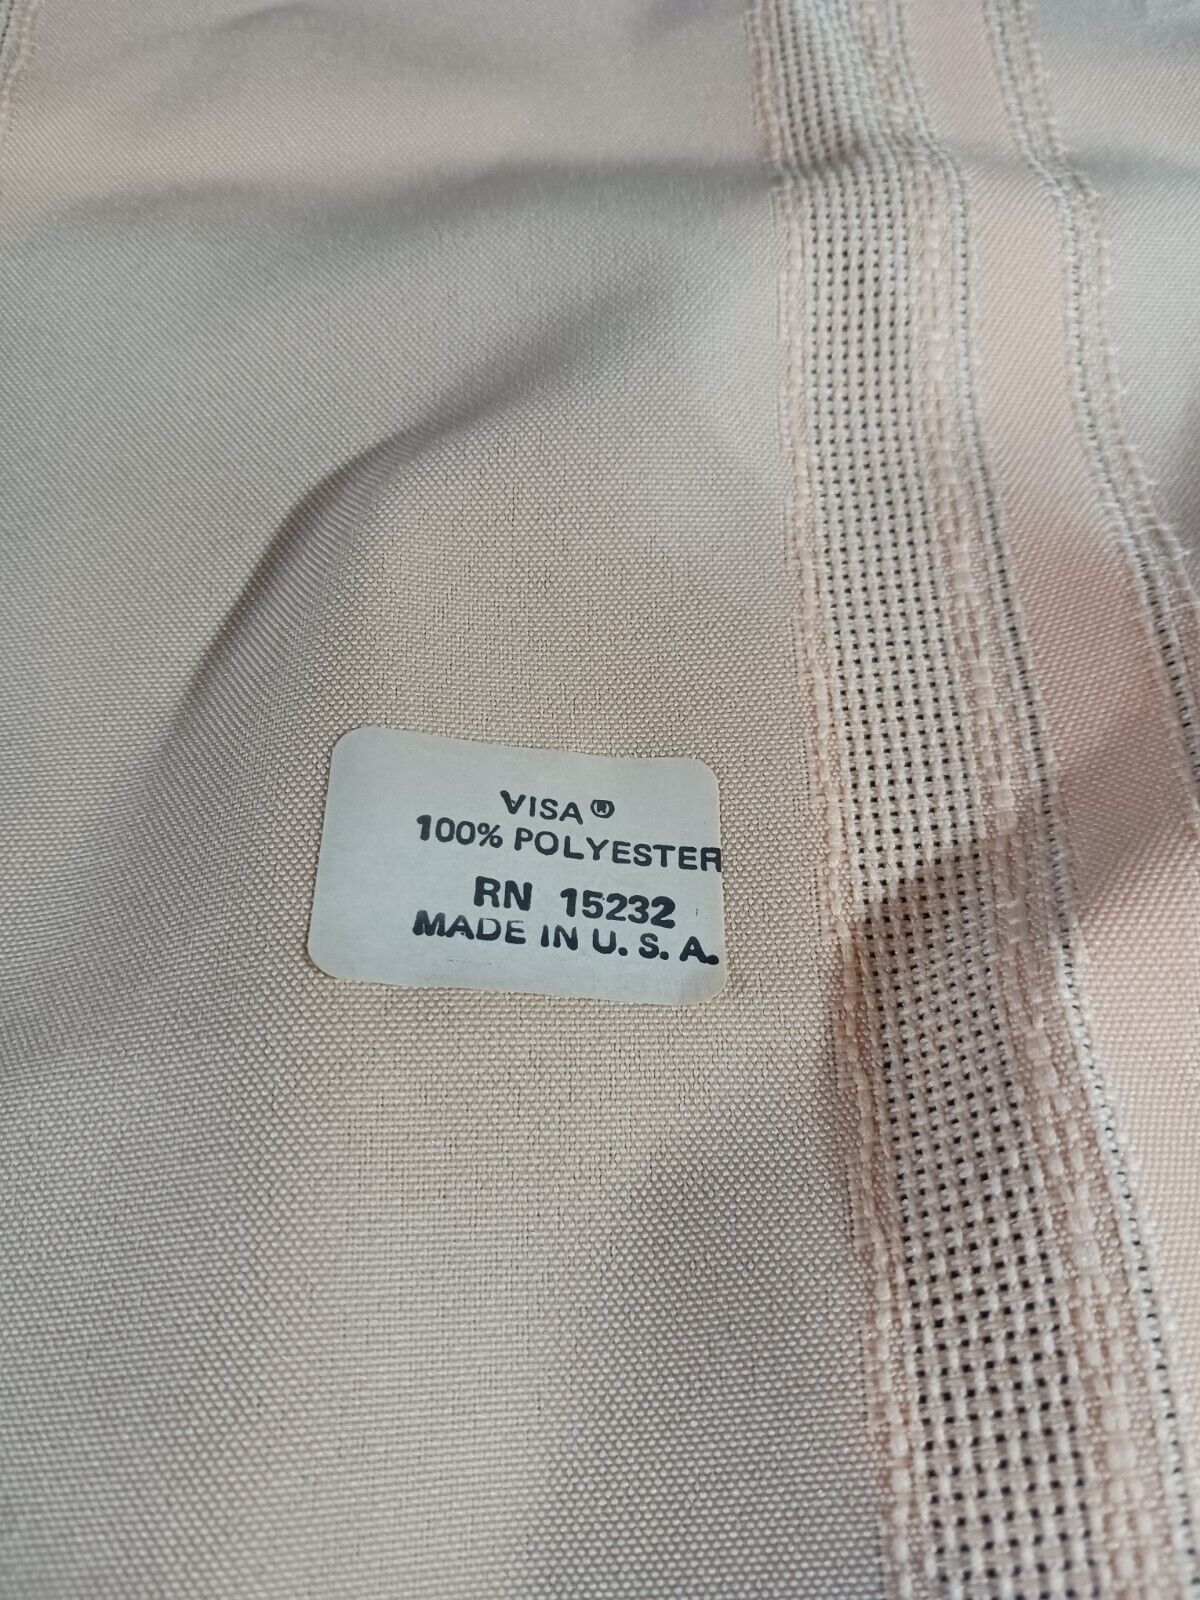 VISA®
100% POLYESTER
RN 15232
MADE IN U. S. A.